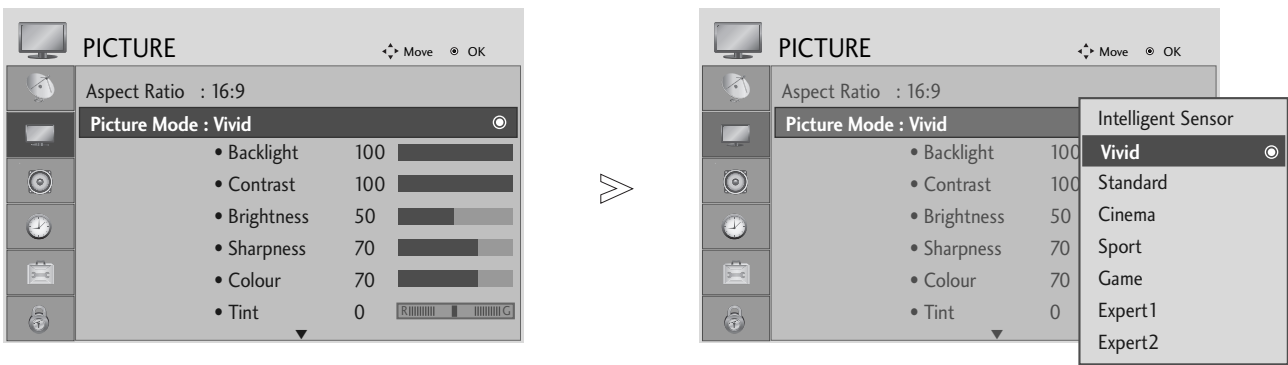 PICTURE
Move OK
Aspect Ratio : 16:9
Picture Mode : Vivid
• Backlight 100
• Contrast 100
• Brightness 50
• Sharpness 70
• Colour 70
• Tint 0 R G
PICTURE
Move OK
Aspect Ratio : 16:9
Picture Mode : Vivid
• Backlight 100
• Contrast 100
• Brightness 50
• Sharpness 70
• Colour 70
• Tint 0
Intelligent Sensor
Vivid
Standard
Cinema
Sport
Game
Expert1
Expert2